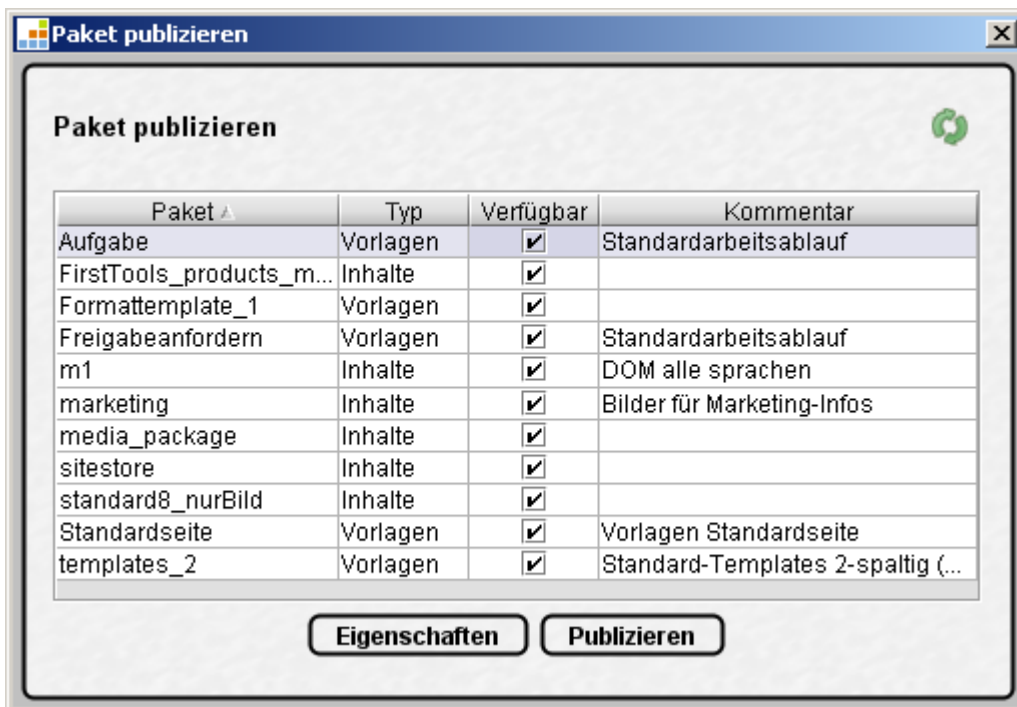 Paket publizieren
Paket publizieren
Paket Typ Verfügbar Kommentar
Aufgabe Vorlagen Standardarbeitsablauf
FirstTools_products_m... Inhalte
Formattemplate_1 Vorlagen
Freigabeanfordern Vorlagen Standardarbeitsablauf
m1 Inhalte DOM alle sprachen
marketing Inhalte Bilder für Marketing-Infos
media_package Inhalte
sitestore Inhalte
standard8_nurBild Inhalte
Standardseite Vorlagen Vorlagen Standardseite
templates_2 Vorlagen Standard-Templates 2-spaltig (...
Eigenschaften Publizieren